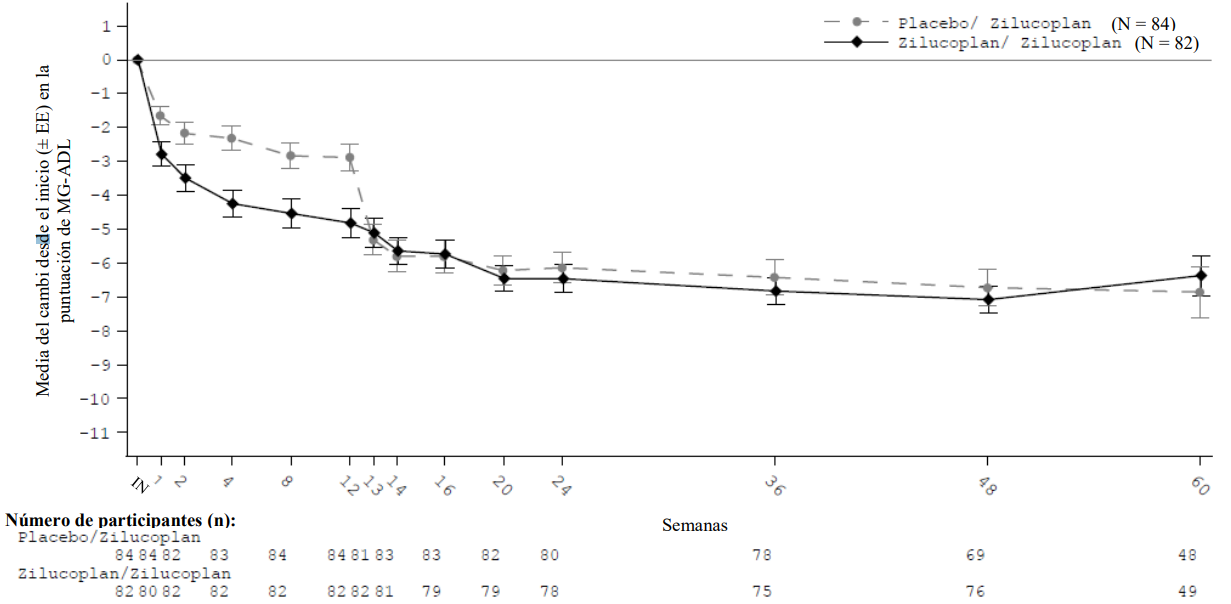 Placebo/ Zilucoplan (N = 84)
Zilucoplan/ Zilucoplan (N = 82)
Media del cambi desde el inicio (± EE) en la
puntuación de MG-ADL
1
0
-1
-2
-3
-4
-5
-6
-7
-8
-9
-10
-11
IN 1 2 4 8 12 13 14 16 20 24 36 48 60
Semanas
Número de participantes (n):
Placebo/Zilucoplan
84 84 82 83 84 84 81 83 83 82 80 78 69 48
Zilucoplan/Zilucoplan
82 80 82 82 82 82 82 81 79 79 78 75 76 49